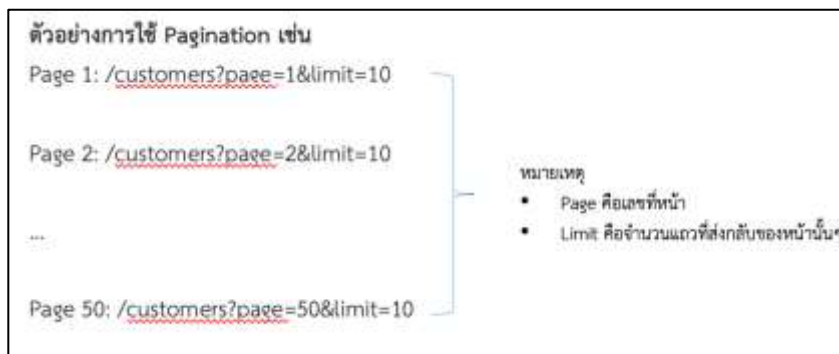 ตัวอย่างการใช้ Pagination เช่น
Page 1: /customers?page=1&limit=10
Page 2: /customers?page=2&limit=10
...
Page 50: /customers?page=50&limit=10
หมายเหตุ
• Page คือเลขที่หน้า
• Limit คือจำนวนแถวที่ส่งกลับของหน้านั้นๆ